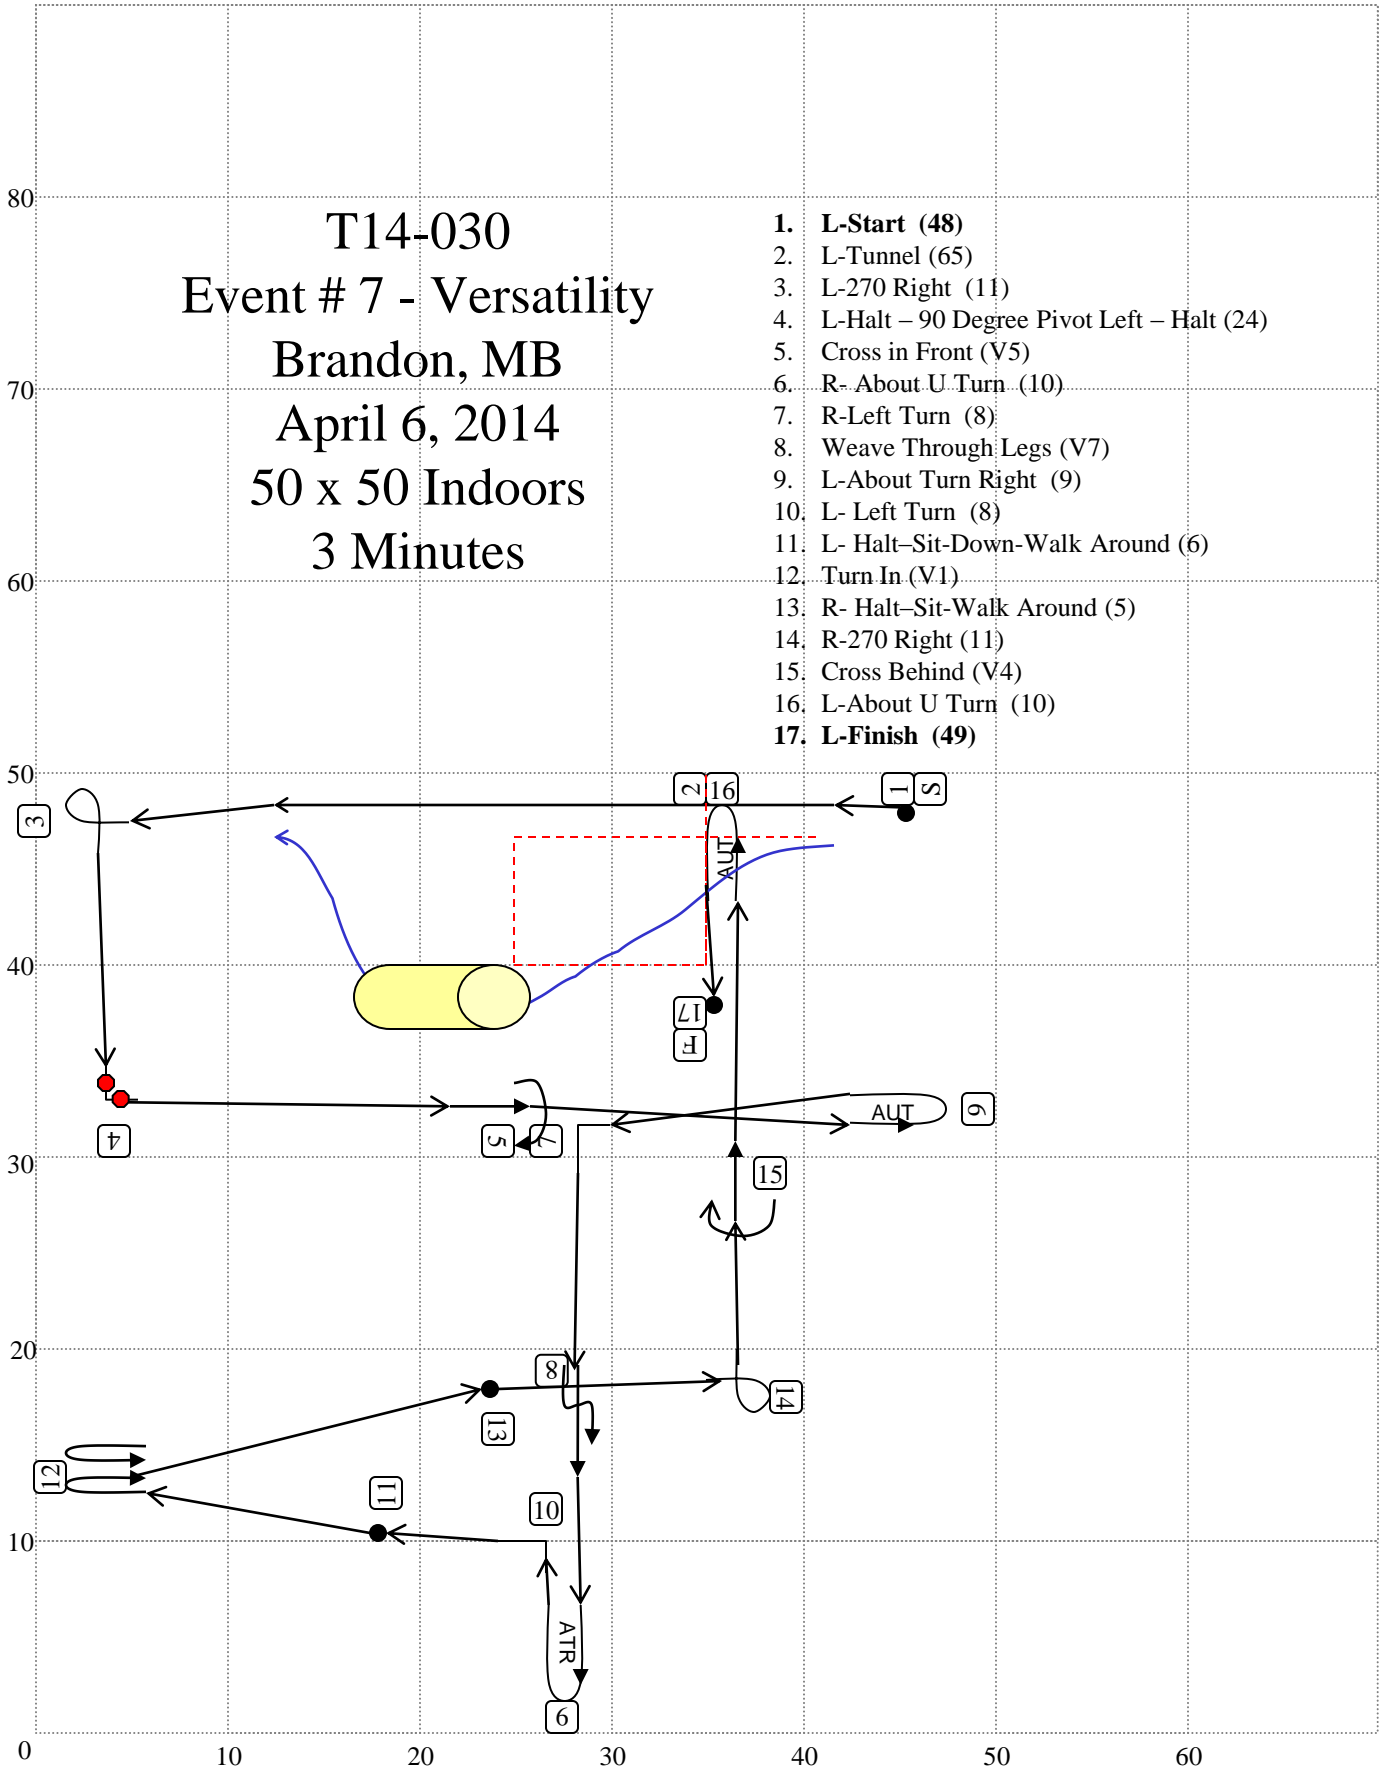 80
70
60
50
40
30
20
10
0
10
20
30
40
50
60
T14-030
Event # 7 - Versatility
Brandon, MB
April 6, 2014
50 x 50 Indoors
3 Minutes
1. L-Start (48)
2. L-Tunnel (65)
3. L-270 Right (11)
4. L-Halt – 90 Degree Pivot Left – Halt (24)
5. Cross in Front (V5)
6. R- About U Turn (10)
7. R-Left Turn (8)
8. Weave Through Legs (V7)
9. L-About Turn Right (9)
10. L- Left Turn (8)
11. L- Halt–Sit-Down-Walk Around (6)
12. Turn In (V1)
13. R- Halt–Sit-Walk Around (5)
14. R-270 Right (11)
15. Cross Behind (V4)
16. L-About U Turn (10)
17. L-Finish (49)
2
16
1
S
3
AUT
17
F
4
5
7
AUT
6
15
8
14
13
12
11
10
ATR
9